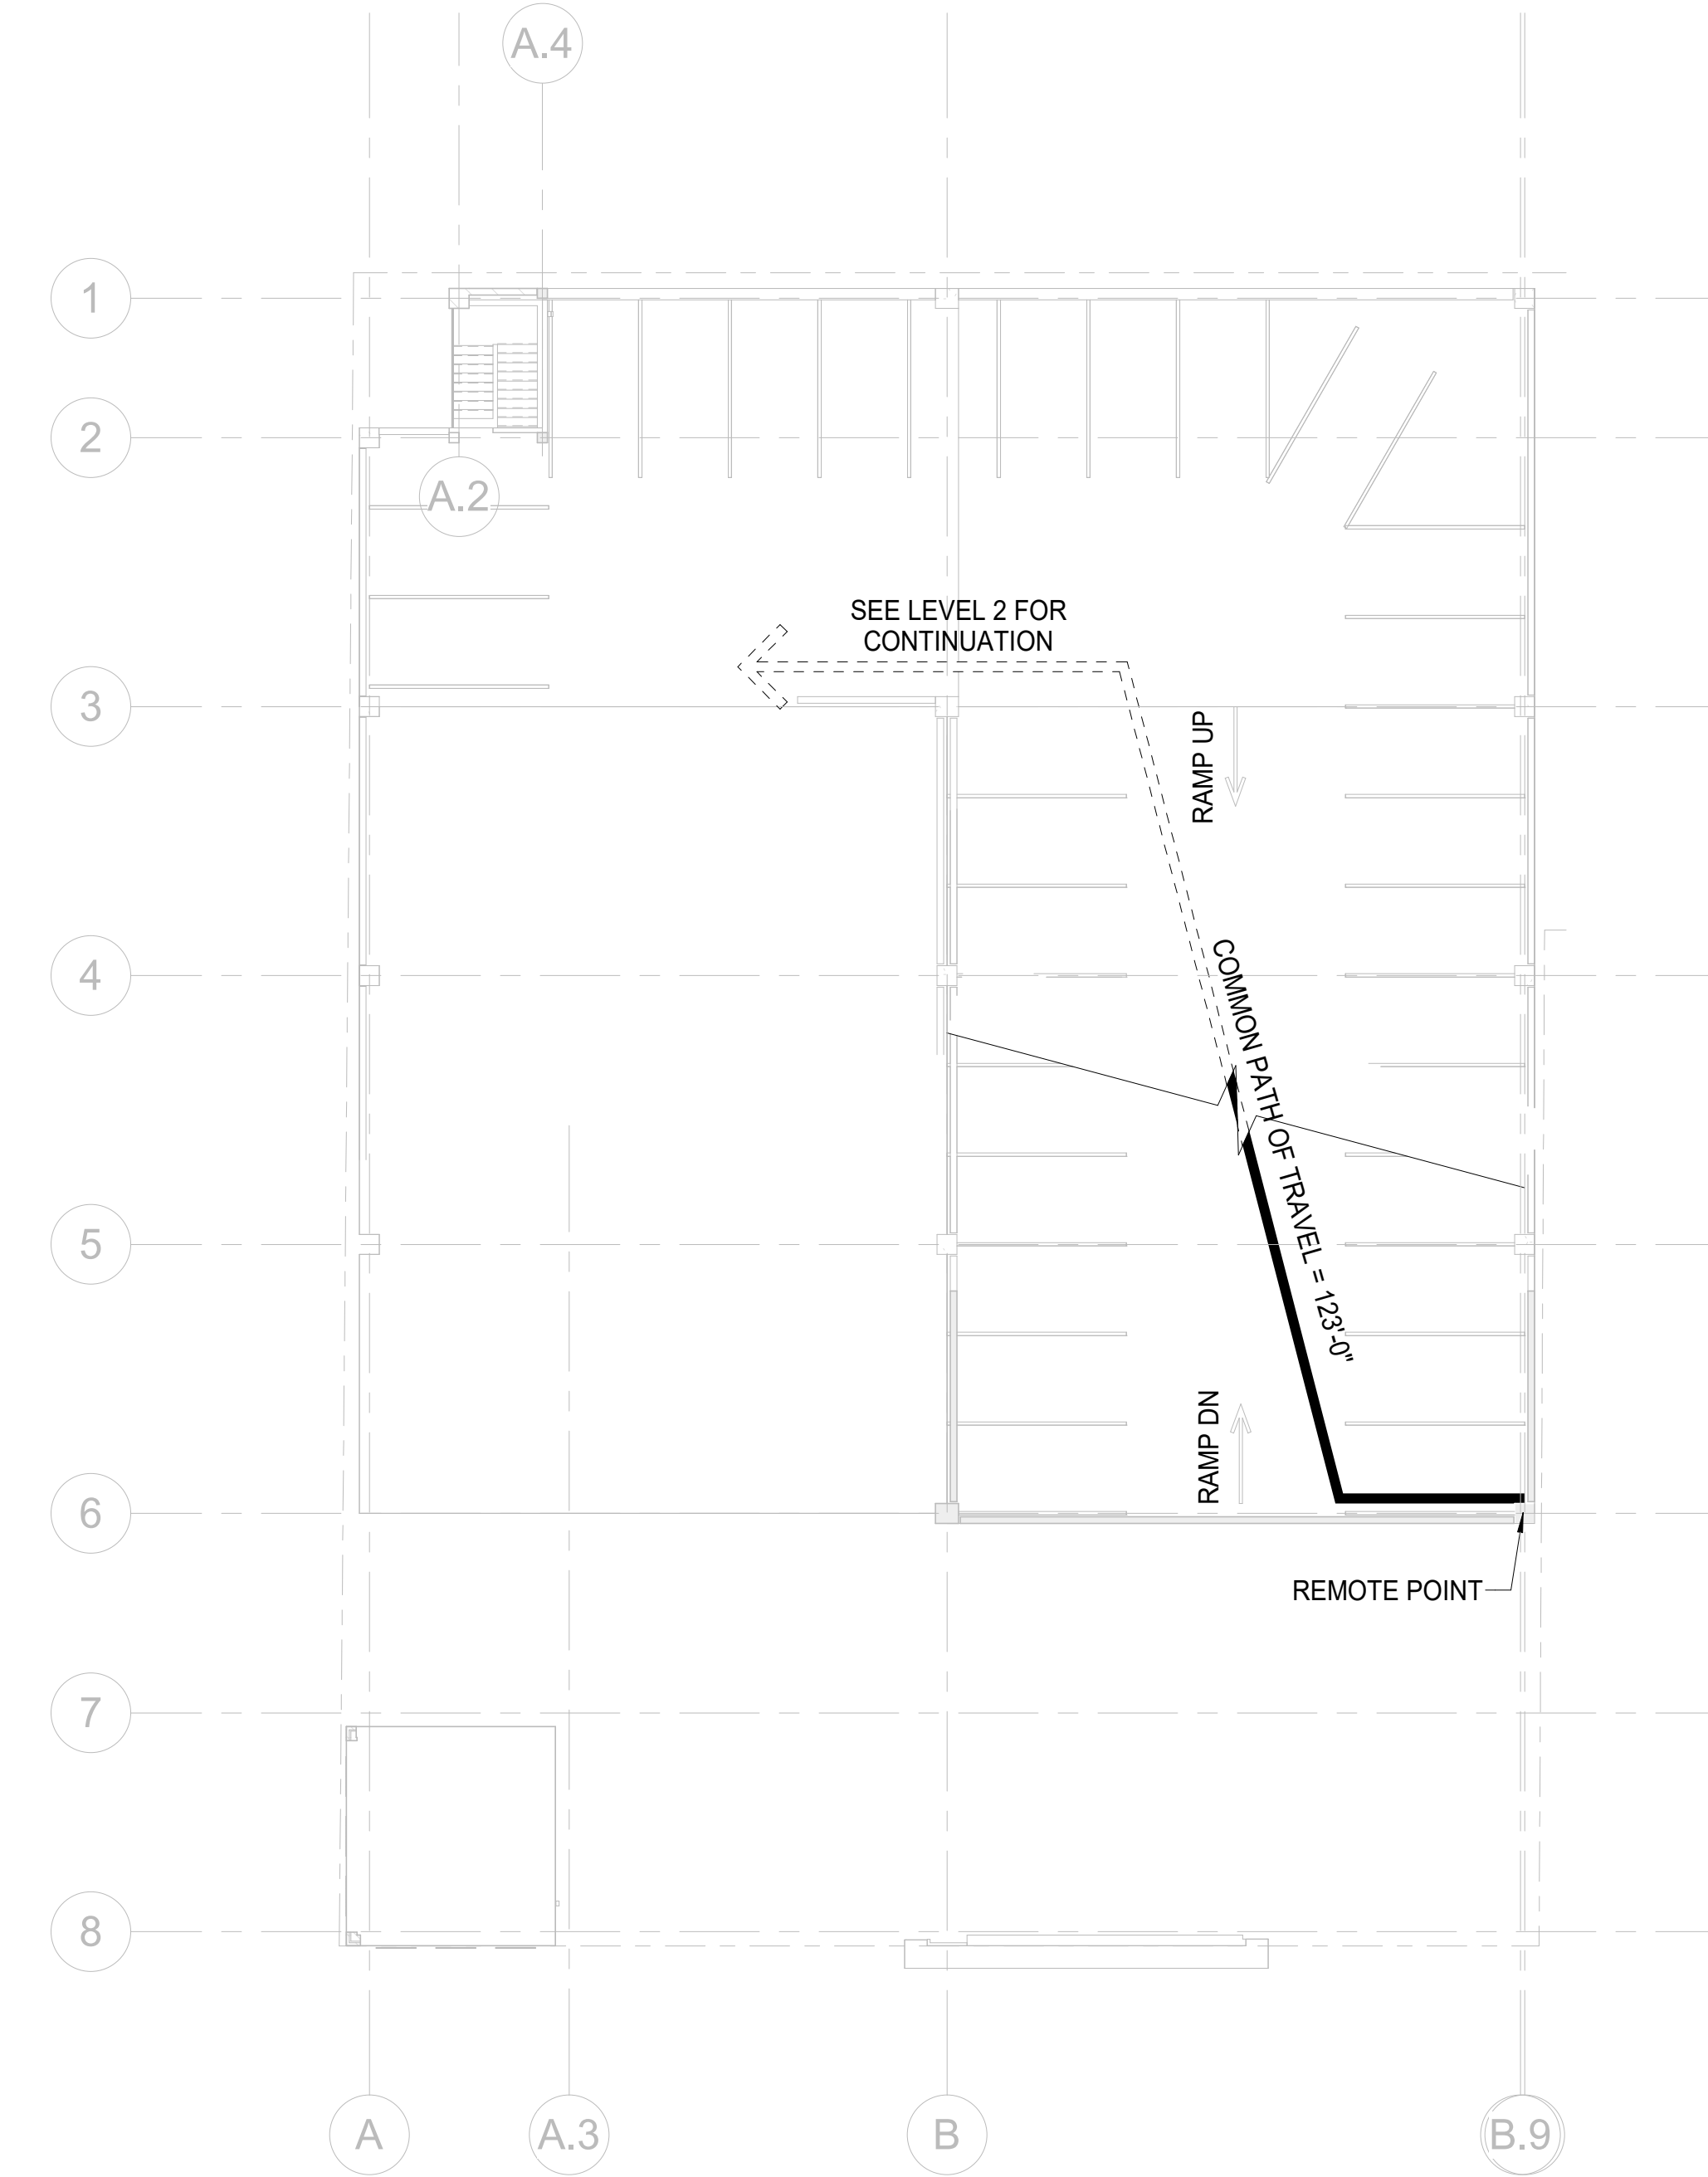 A.4
1
2
A.2
SEE LEVEL 2 FOR
CONTINUATION
3
RAMP UP
4
COMMON PATH OF TRAVEL = 123'-0"
5
RAMP DN
6
REMOTE POINT
7
8
A
A.3
B
B.9